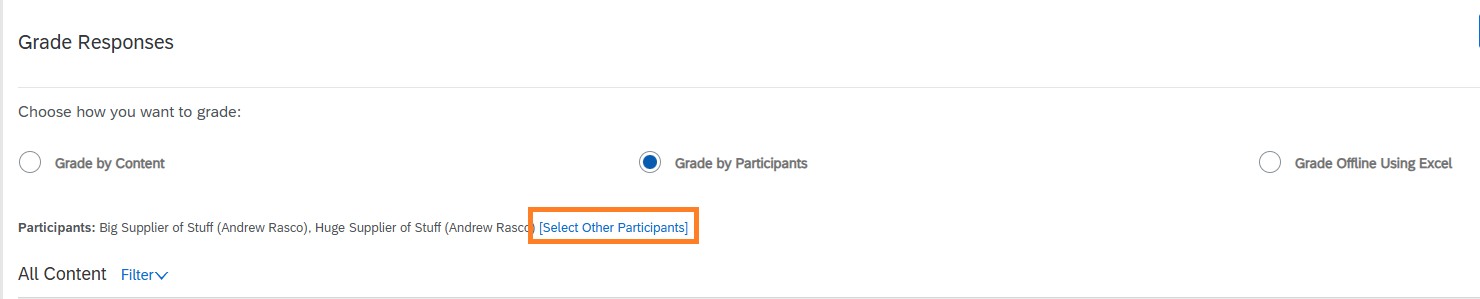 Grade Responses
Choose how you want to grade:
Grade by Content
Grade by Participants
Grade Offline Using Excel
Participants: Big Supplier of Stuff (Andrew Rasco), Huge Supplier of Stuff (Andrew Rasco) [Select Other Participants]
All Content Filter